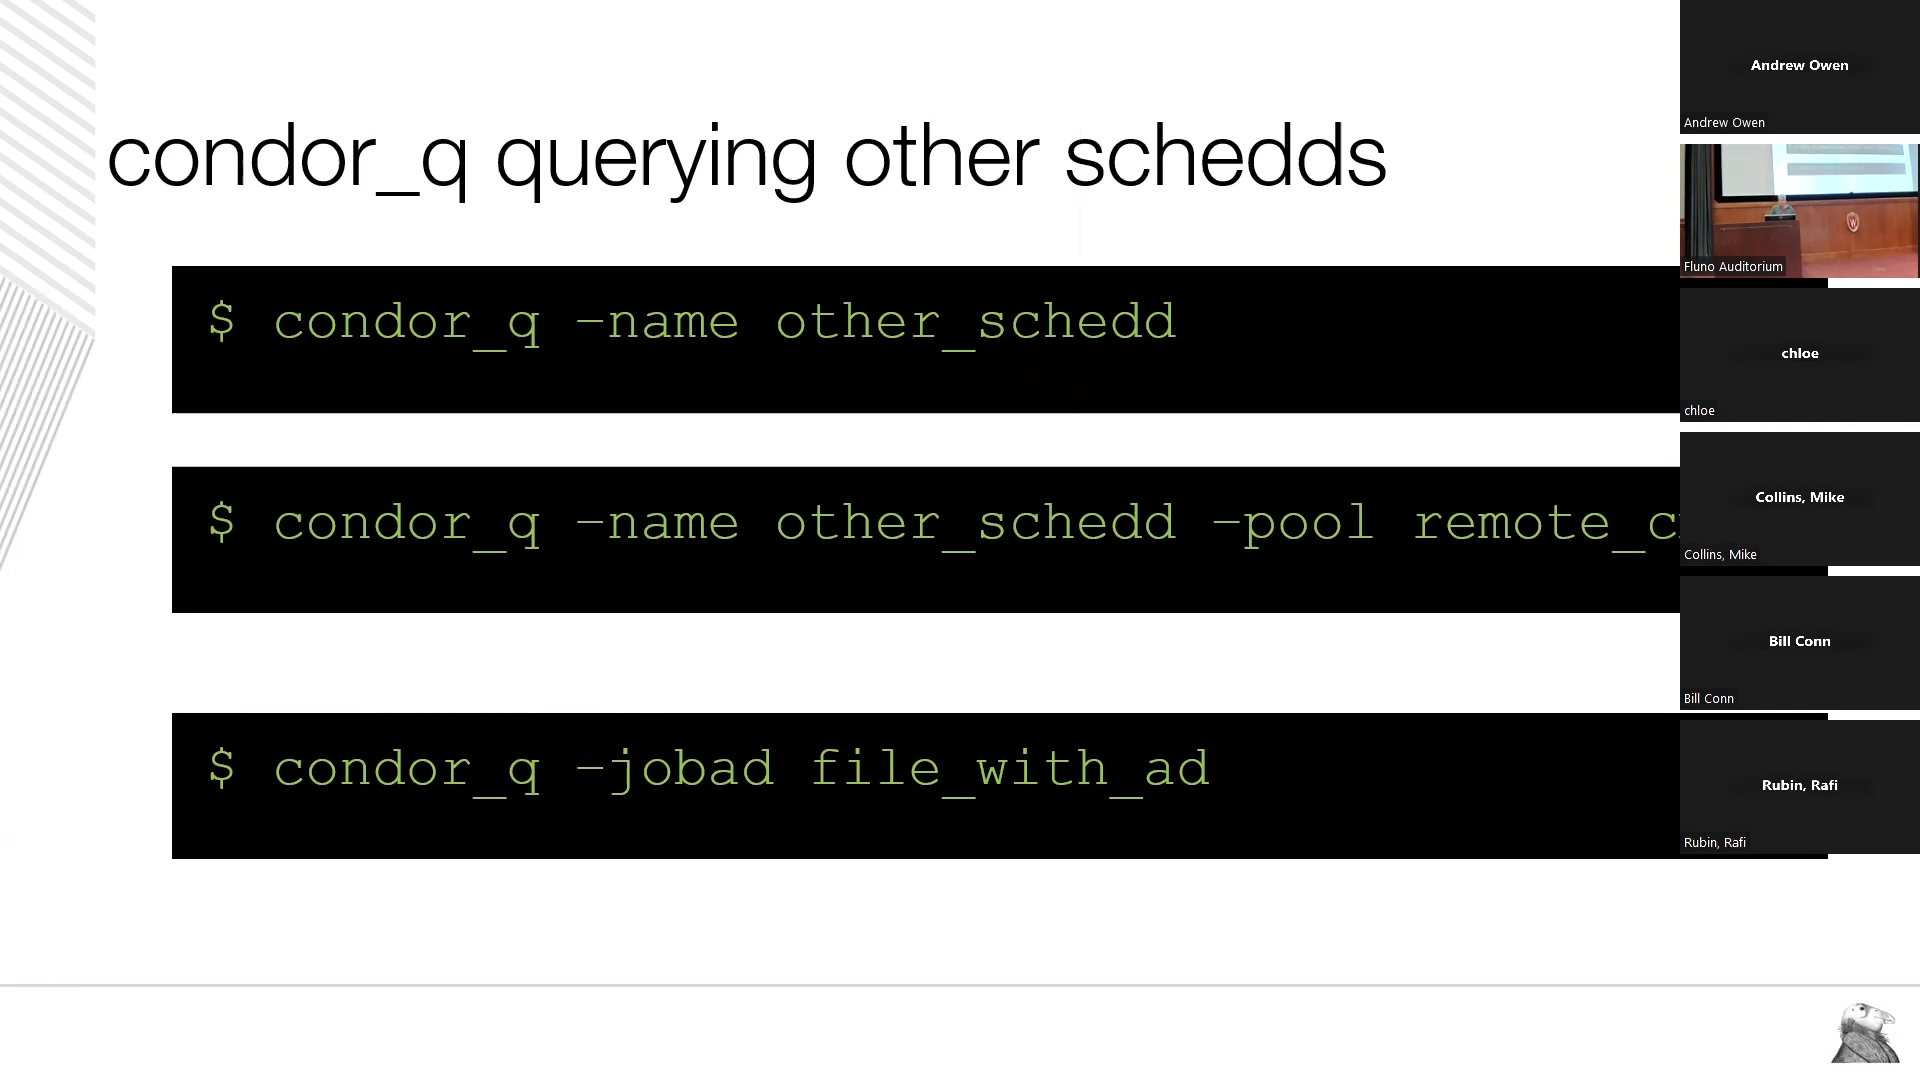 condor_q querying other schedds
$ condor_q -name other_schedd
$ condor_q -name other_schedd -pool
$ condor_q -jobad file_with_ad
Andrew Owen
Andrew Owen
Fluno Auditorium
chloe
chloe
Collins, Mike
Collins, Mike
Bill Conn
Bill Conn
Rubin, Rafi
Rubin, Rafi
W